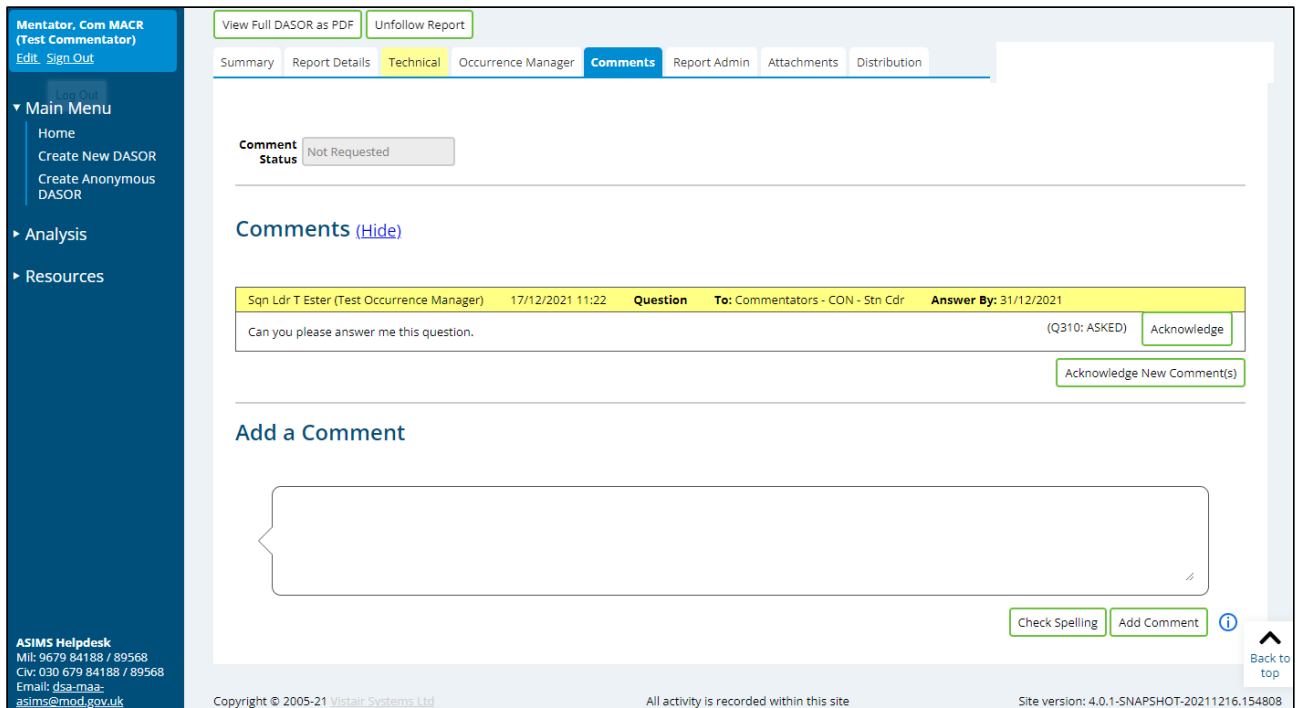 Mentator, Com MACR
(Test Commentator)
Edit Sign Out
Log Out
Main Menu
Home
Create New DASOR
Create Anonymous
DASOR
Analysis
Resources
ASIMS Helpdesk
Mil: 9679 84188 / 89568
Civ: 030 679 84188 / 89568
Email: dsa-maa-
asims@mod.gov.uk
View Full DASOR as PDF Unfollow Report
Summary Report Details Technical Occurrence Manager Comments Report Admin Attachments Distribution
Comment
Status Not Requested
Comments (Hide)
Sqn Ldr T Ester (Test Occurrence Manager) 17/12/2021 11:22 Question To: Commentators - CON - Stn Cdr Answer By: 31/12/2021
Can you please answer me this question. (Q310: ASKED) Acknowledge
Acknowledge New Comment(s)
Add a Comment
Check Spelling Add Comment
Back to
top
Copyright © 2005-21 Vistair Systems Ltd All activity is recorded within this site Site version: 4.0.1-SNAPSHOT-20211216.154808